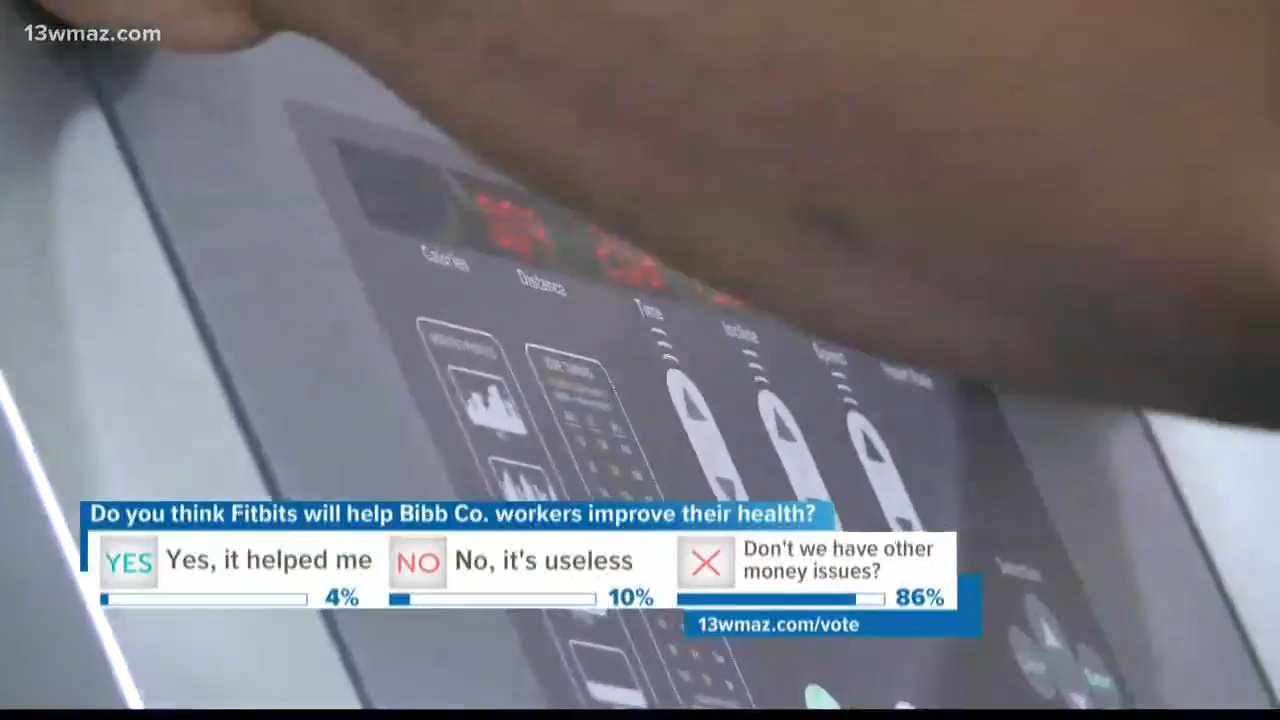 13wmaz.com
Calories
Distance
Time
Incline
Speed
Do you think Fitbits will help Bibb Co. workers improve their health?
YES Yes, it helped me
NO No, it's useless
Don't we have other
money issues?
4%
10%
86%
13wmaz.com/vote